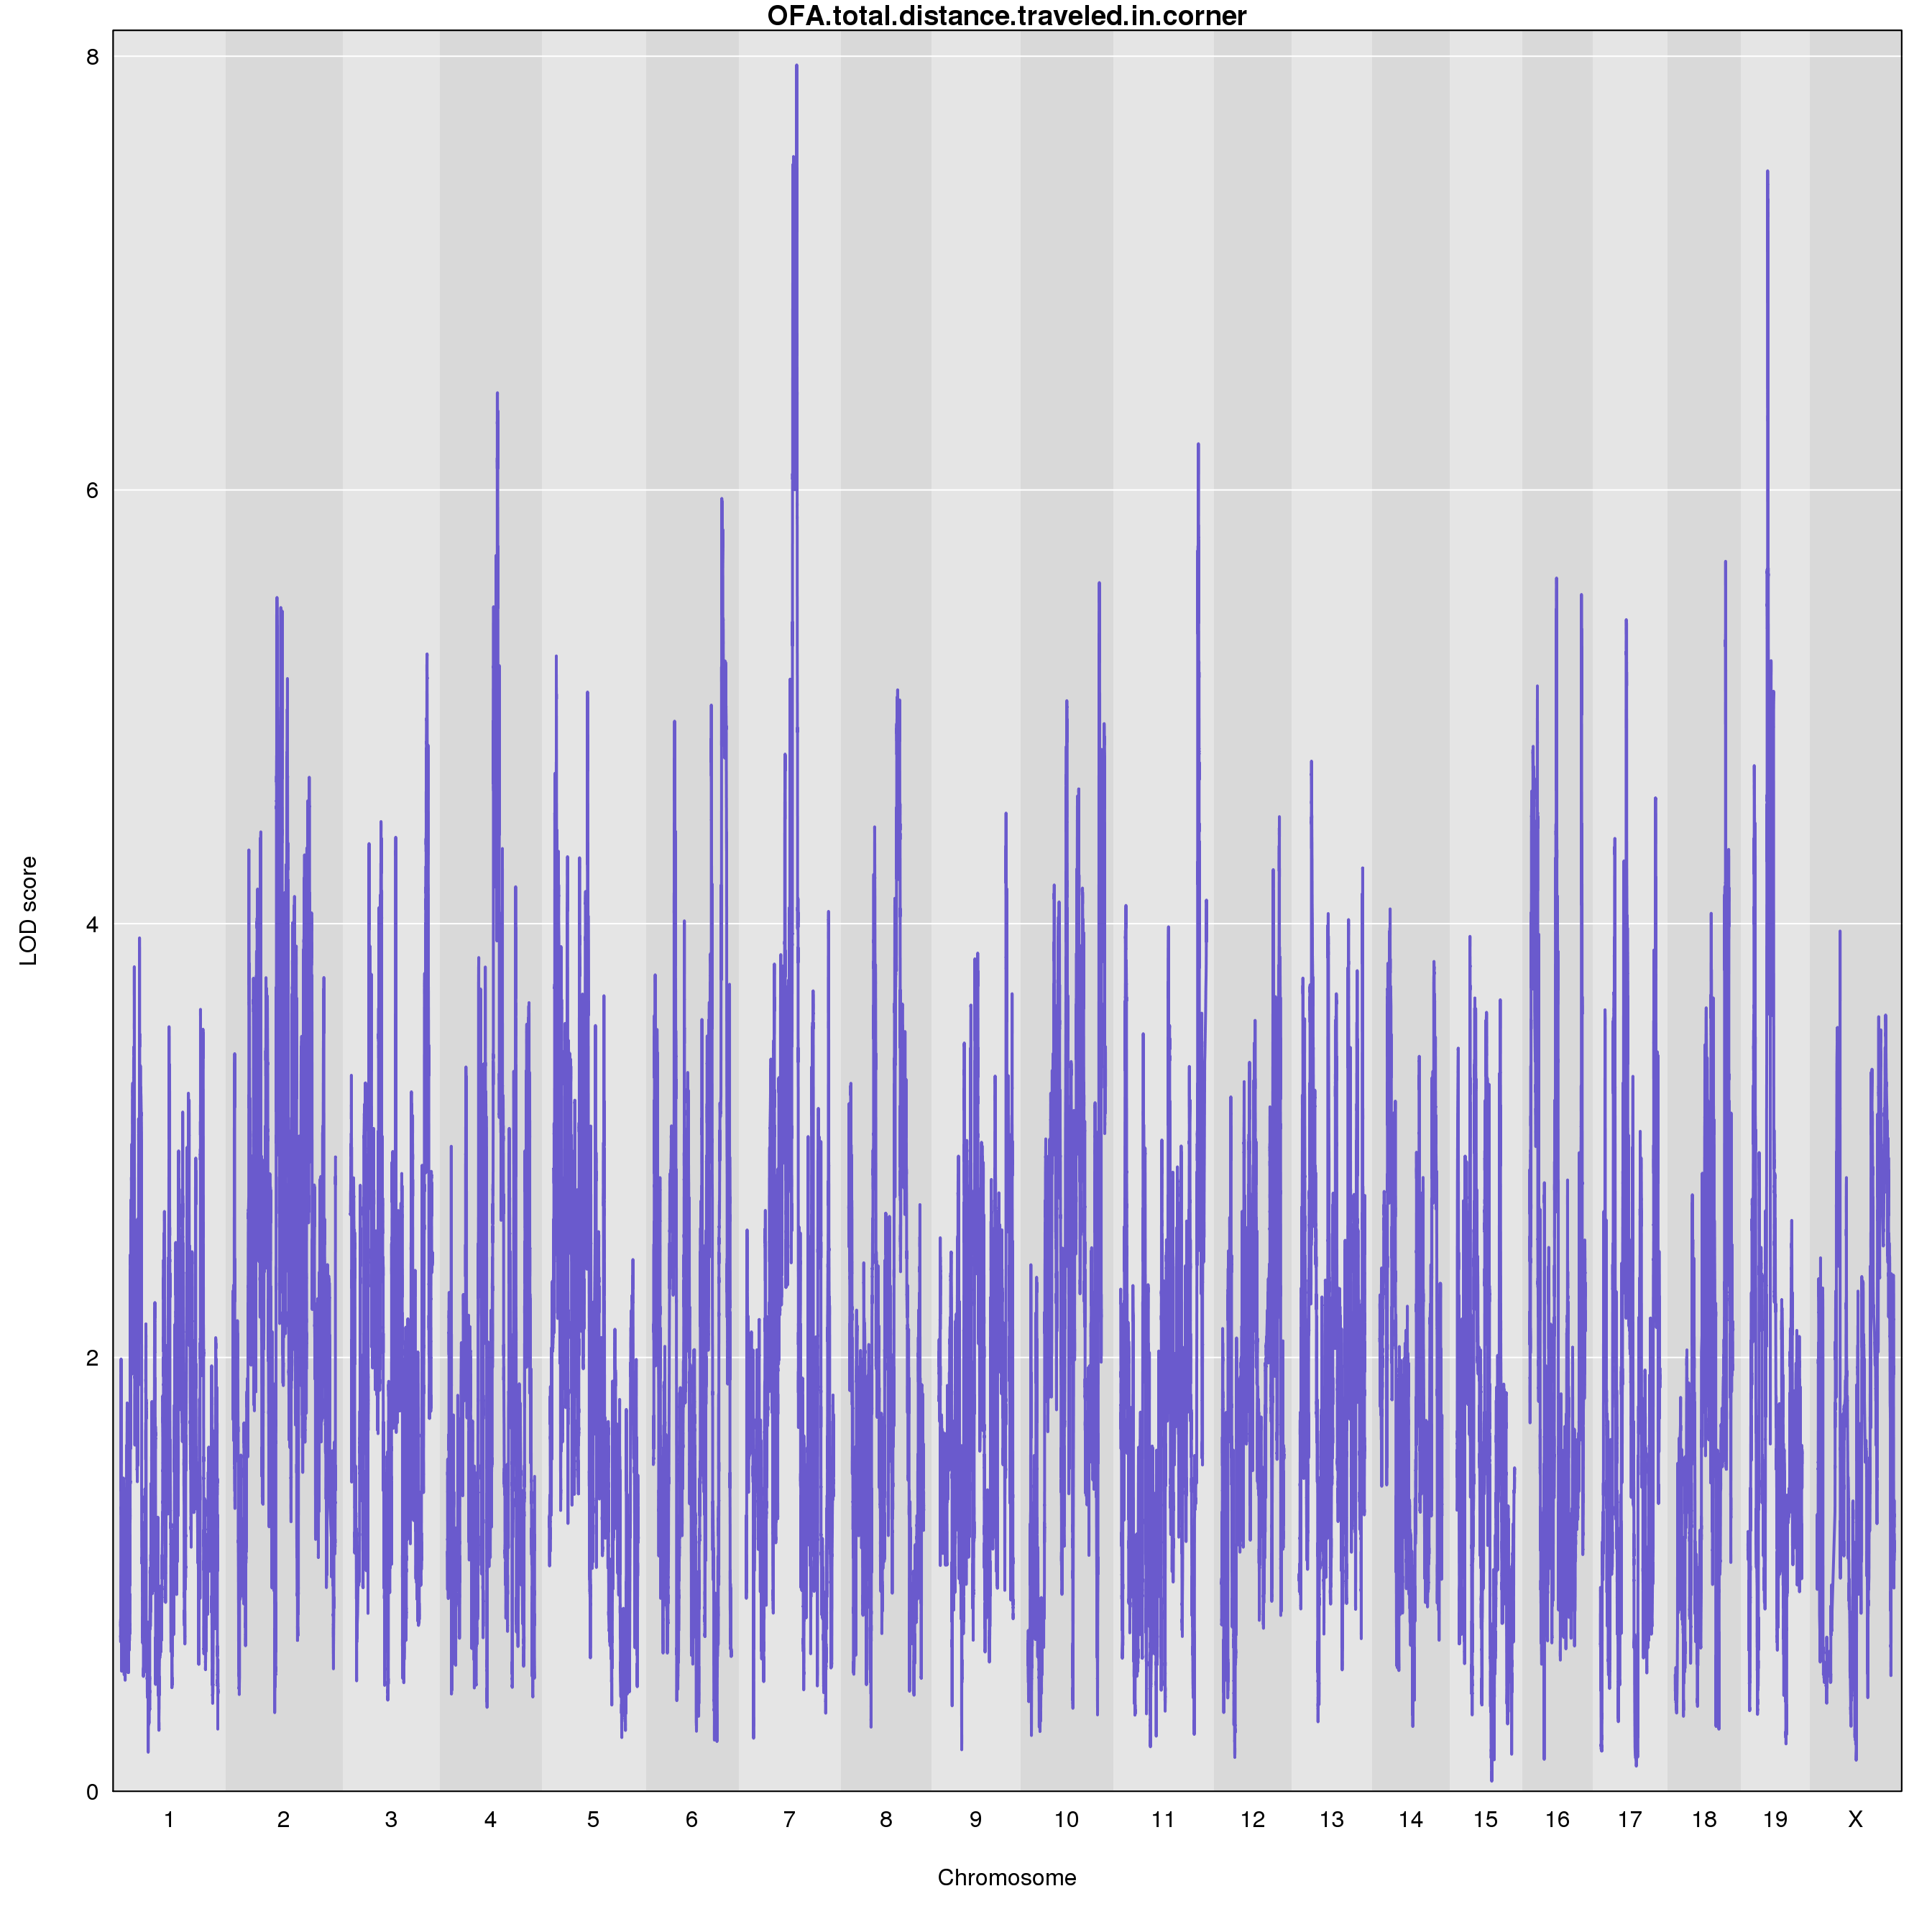 OFA.total.distance.traveled.in.corner
8
6
4
2
0
LOD score
1 2 3 4 5 6 7 8 9 10 11 12 13 14 15 16 17 18 19 X
Chromosome